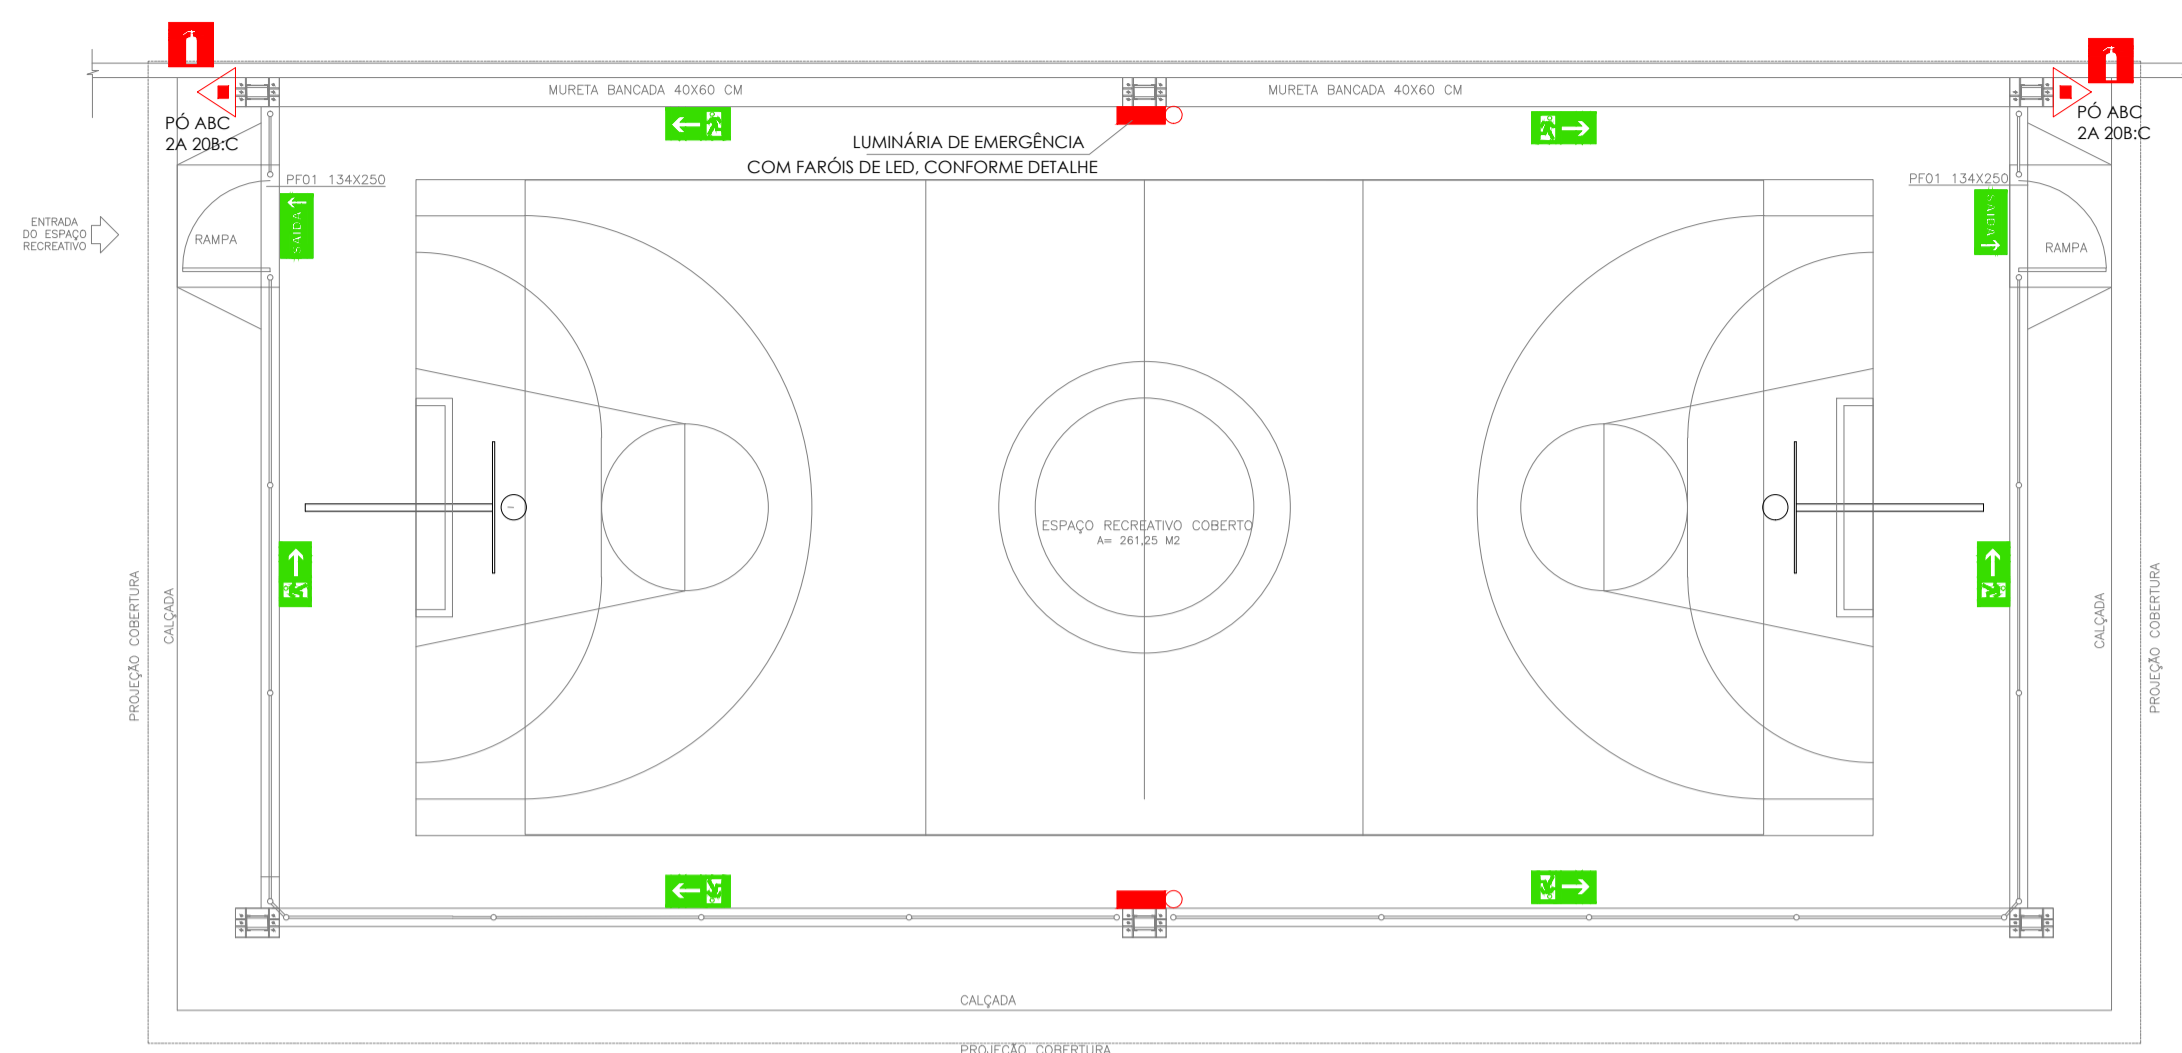 MURETA BANCADA 40X60 CM
MURETA BANCADA 40X60 CM
PÓ ABC
2A 20B:C
PÓ ABC
2A 20B:C
LUMINÁRIA DE EMERGÊNCIA
COM FARÓIS DE LED, CONFORME DETALHE
PF01 134X250
PF01 134X250
SAIDA
SAIDA
ENTRADA
DO ESPAÇO
RECREATIVO
RAMPA
RAMPA
ESPAÇO RECREATIVO COBERTO
A= 261,25 M2
PROJEÇÃO COBERTURA
CALÇADA
CALÇADA
PROJEÇÃO COBERTURA
CALÇADA
PROJEÇÃO COBERTURA